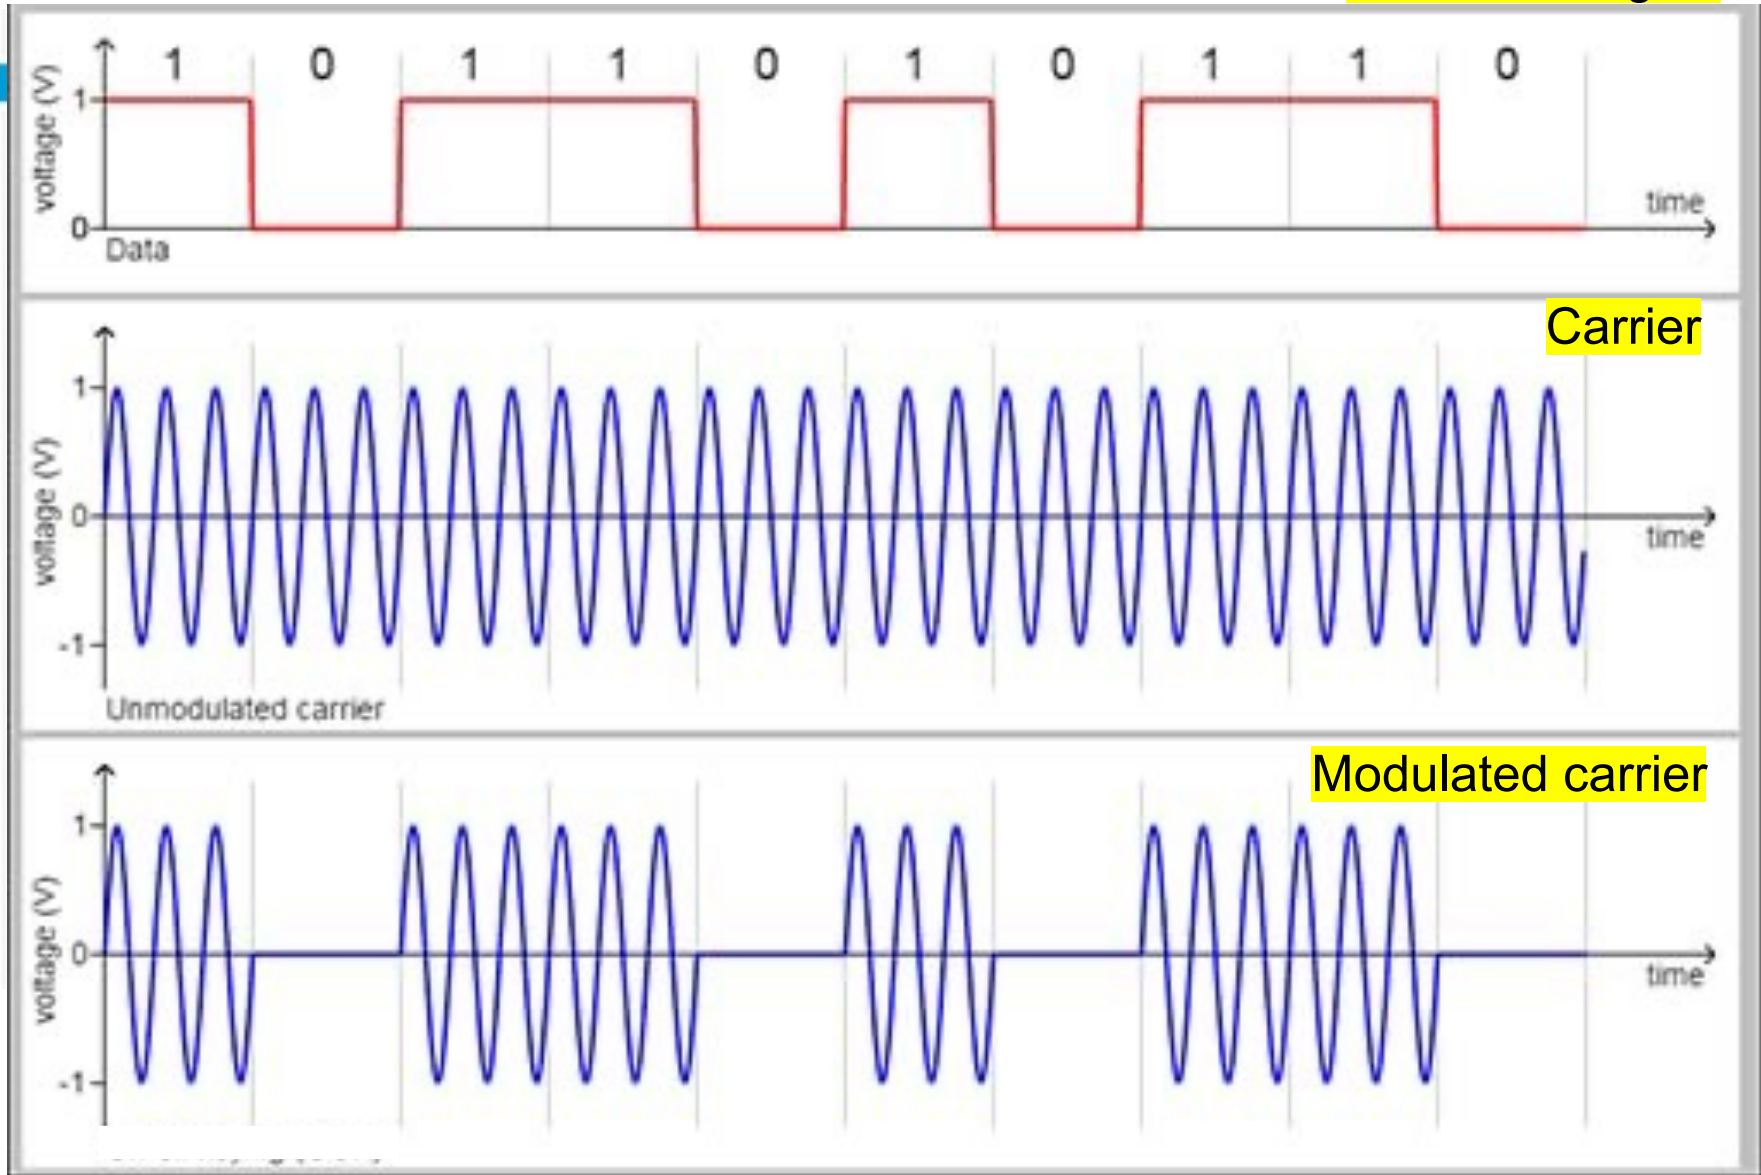 1 0 1 1 0 1 0 1 1 0
voltage (V)
1
0
time
Data
Carrier
voltage (V)
1
0
-1
time
Unmodulated carrier
Modulated carrier
voltage (V)
1
0
-1
time